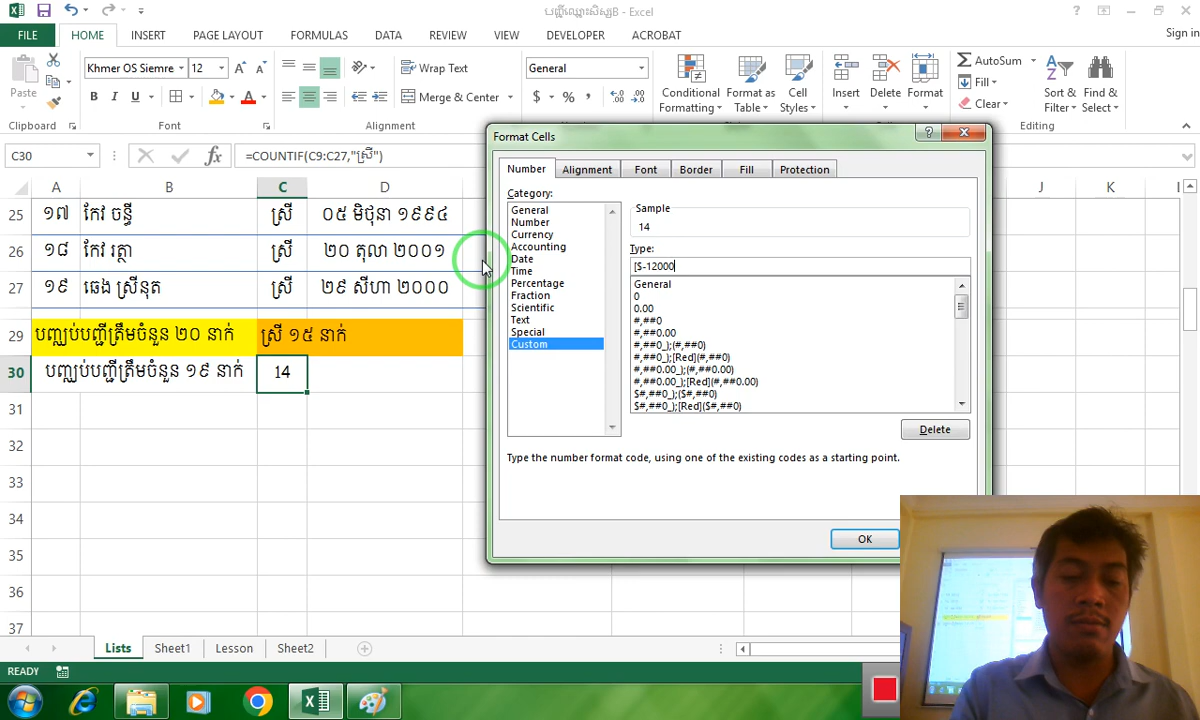 បញ្ជីឈ្មោះសិស្សB - Excel
Sign in
FILE HOME INSERT PAGE LAYOUT FORMULAS DATA REVIEW VIEW DEVELOPER ACROBAT
Paste
Khmer OS Siemre 12
B I U
Wrap Text
Merge & Center
General
$ % ,
Conditional Formatting
Format as Table
Cell Styles
Insert
Delete
Format
AutoSum
Fill
Clear
Sort & Filter
Find & Select
Clipboard Font Alignment Editing
C30 =COUNTIF(C9:C27,"ស្រី")
A B C D J K
25 ១៧ កែវ ចន្ធី ស្រី ០៥ មិថុនា ១៩៩៤
26 ១៨ កែវ រត្ថា ស្រី ២០ តុលា ២០០១
27 ១៩ ឆេង ស្រីនុត ស្រី ២៩ សីហា ២០០០
29 បញ្ឈប់បញ្ជីត្រឹមចំនួន ២០ នាក់ ស្រី ១៥ នាក់
30 បញ្ឈប់បញ្ជីត្រឹមចំនួន ១៩ នាក់ 14
31
32
33
34
35
36
37
Format Cells
Number Alignment Font Border Fill Protection
Category:
General
Number
Currency
Accounting
Date
Time
Percentage
Fraction
Scientific
Text
Special
Custom
Sample
14
Type:
[$-12000
General
0
0.00
#,##0
#,##0.00
#,##0_);(#,##0)
#,##0_);[Red](#,##0)
#,##0.00_);(#,##0.00)
#,##0.00_);[Red](#,##0.00)
$#,##0_);($#,##0)
$#,##0_);[Red]($#,##0)
Delete
Type the number format code, using one of the existing codes as a starting point.
OK
Lists Sheet1 Lesson Sheet2
READY